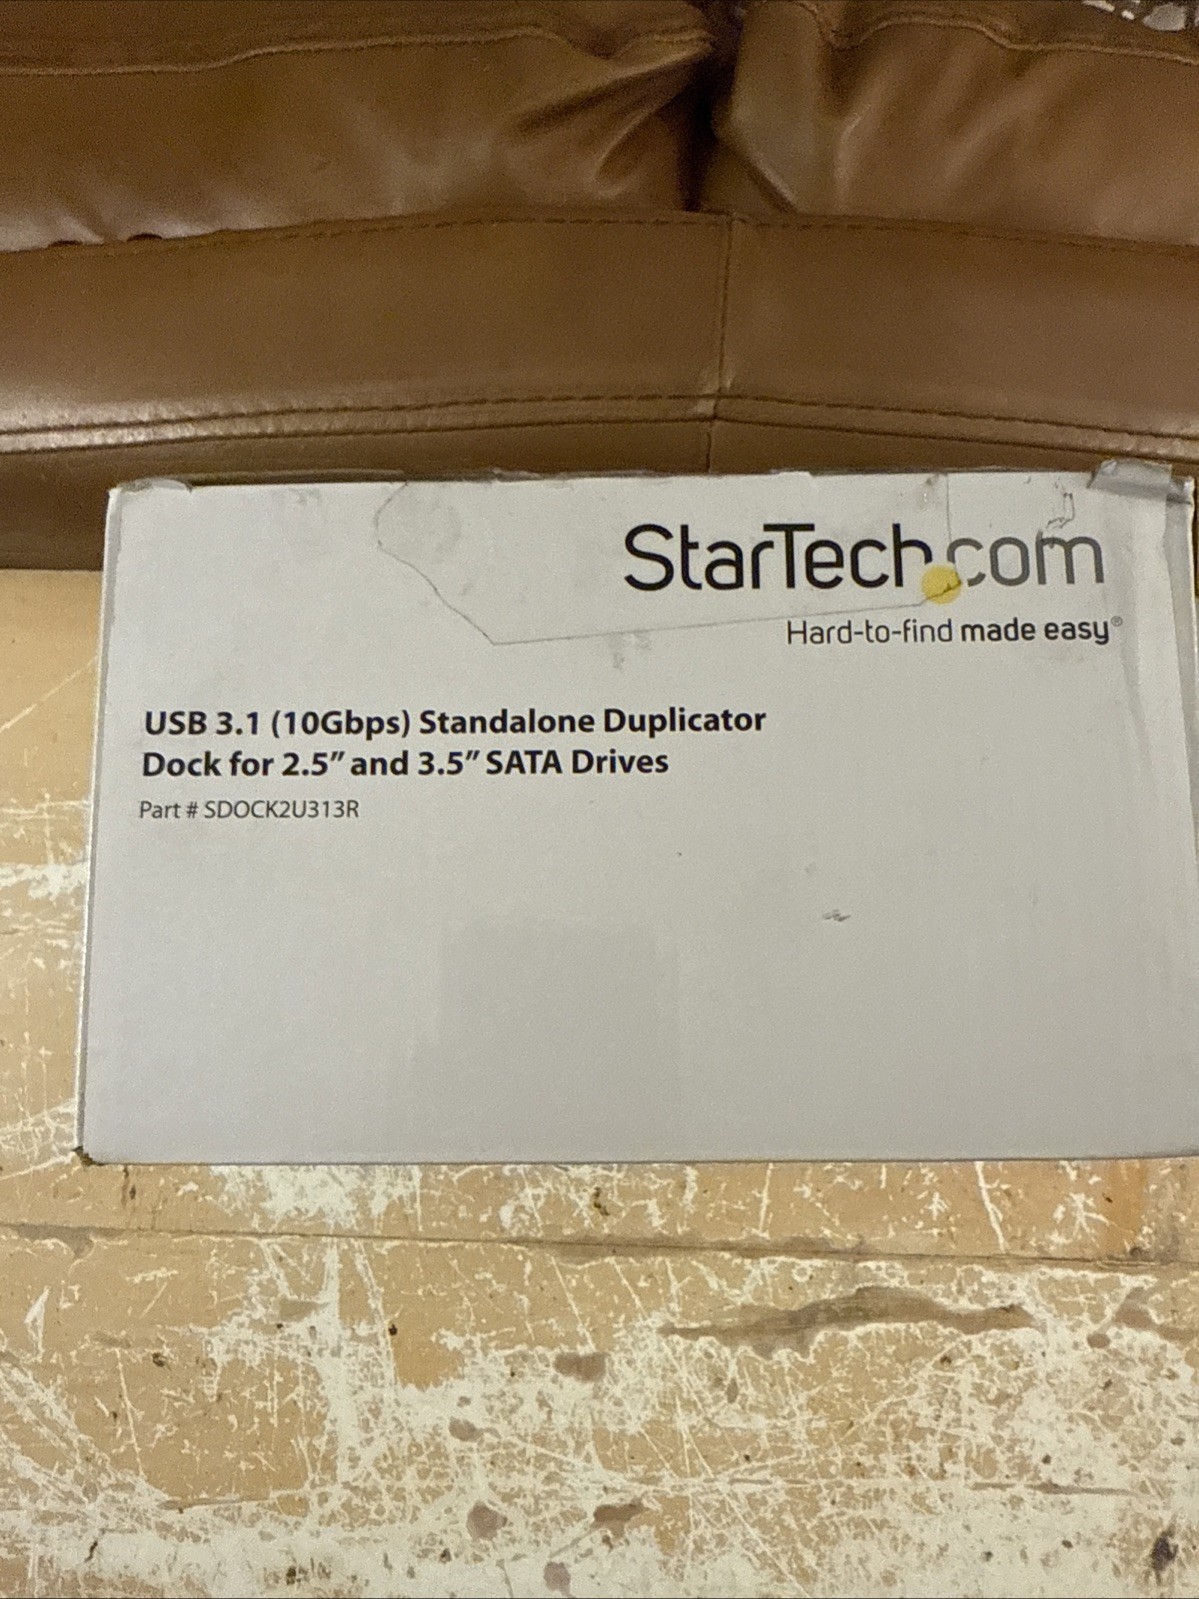 StarTech.com
Hard-to-find made easy®
USB 3.1 (10Gbps) Standalone Duplicator
Dock for 2.5” and 3.5” SATA Drives
Part # SDOCK2U313R